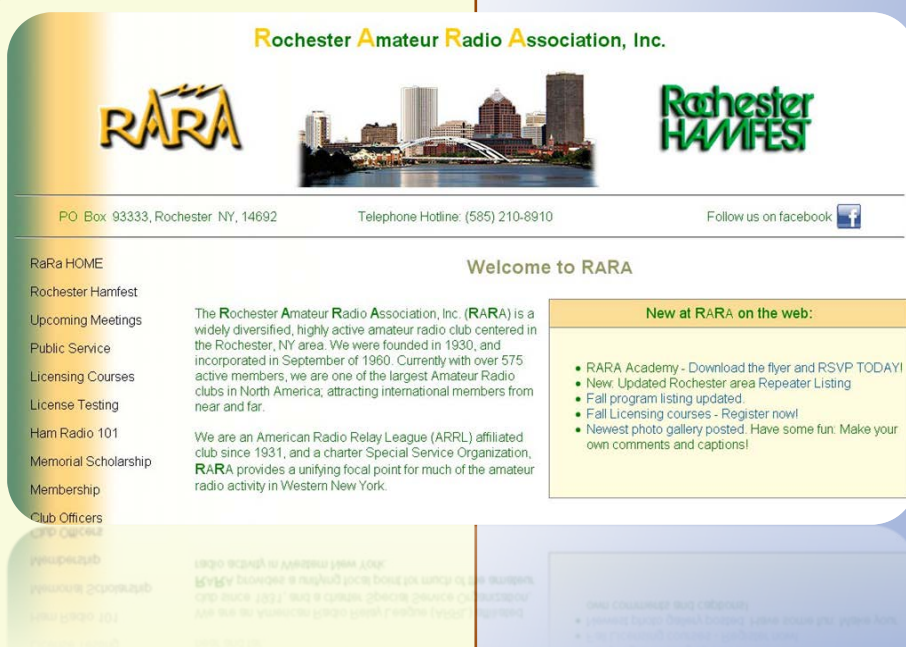 Rochester Amateur Radio Association, Inc.
RARA
Rochester
HAMFEST
PO Box 93333, Rochester NY, 14692
Telephone Hotline: (585) 210-8910
Follow us on facebook
RaRa HOME
Rochester Hamfest
Upcoming Meetings
Public Service
Licensing Courses
License Testing
Ham Radio 101
Memorial Scholarship
Membership
Club Officers
Welcome to RARA
The Rochester Amateur Radio Association, Inc. (RARA) is a
widely diversified, highly active amateur radio club centered in
the Rochester, NY area. We were founded in 1930, and
incorporated in September of 1960. Currently with over 575
active members, we are one of the largest Amateur Radio
clubs in North America; attracting international members from
near and far.
We are an American Radio Relay League (ARRL) affiliated
club since 1931, and a charter Special Service Organization,
RARA provides a unifying focal point for much of the amateur
radio activity in Western New York.
New at RARA on the web:
• RARA Academy - Download the flyer and RSVP TODAY!
• New: Updated Rochester area Repeater Listing
• Fall program listing updated.
• Fall Licensing courses - Register now!
• Newest photo gallery posted. Have some fun: Make your
own comments and captions!